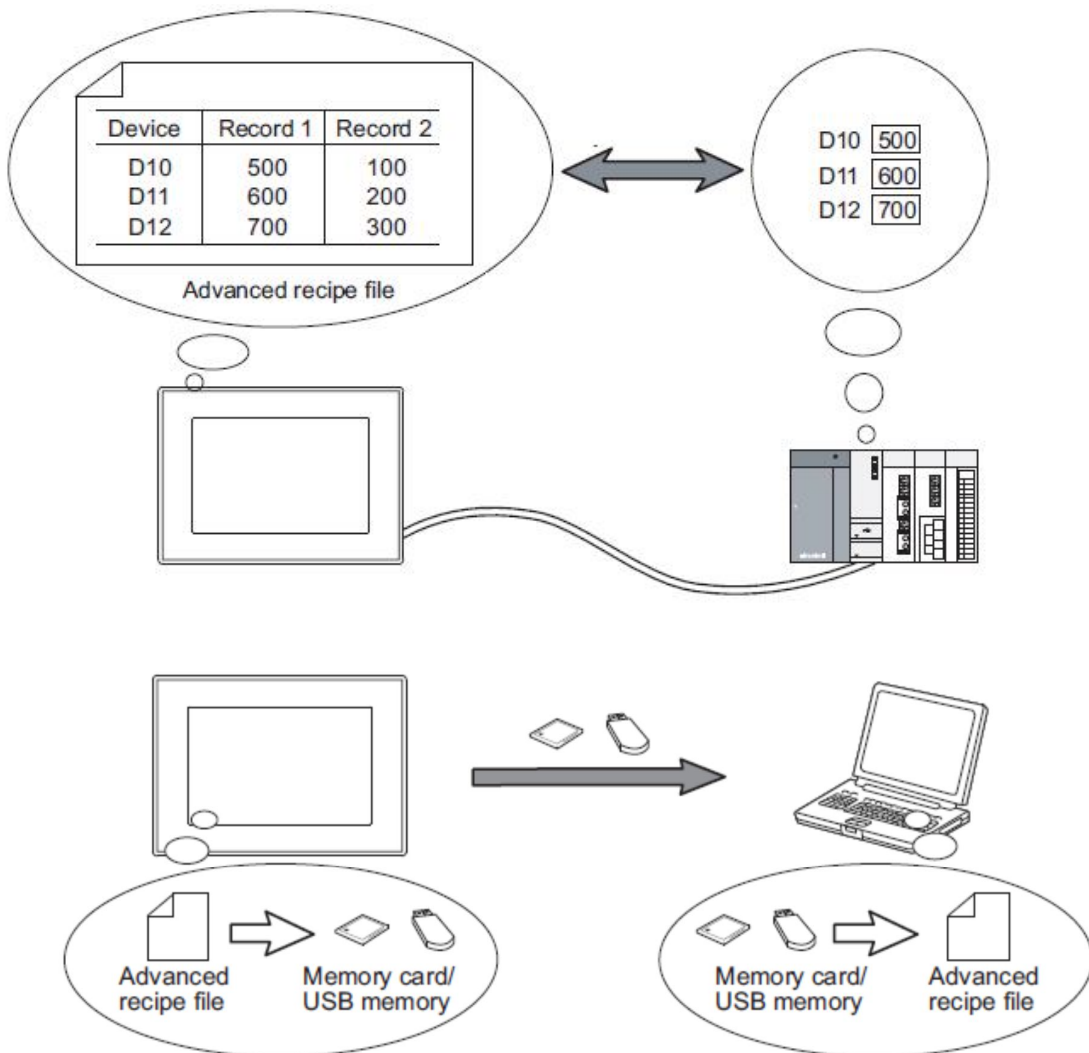 Device Record 1 Record 2
D10 500 100
D11 600 200
D12 700 300
Advanced recipe file
D10 500
D11 600
D12 700
Advanced
recipe file
Memory card/
USB memory
Memory card/
USB memory
Advanced
recipe file